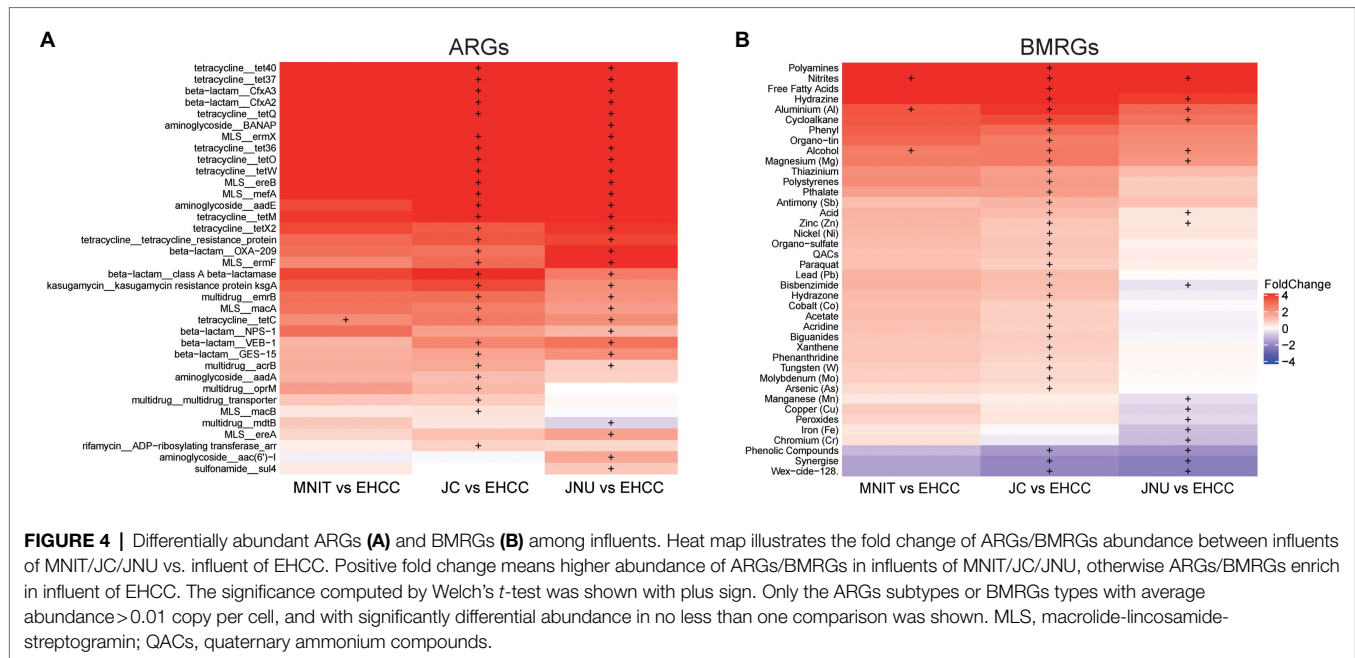 A
ARGs
tetracycline__tet40
tetracycline__tet37
beta-lactam__CfxA3
beta-lactam__CfxA2
tetracycline__tetQ
aminoglycoside__BANAP
MLS__ermX
tetracycline__tet36
tetracycline__tetO
tetracycline__tetW
MLS__ereB
MLS__mefA
aminoglycoside__aadE
tetracycline__tetM
tetracycline__tetX2
tetracycline__tetracycline_resistance_protein
beta-lactam__OXA-209
MLS__ermF
beta-lactam__class A beta-lactamase
kasugamycin__kasugamycin resistance protein ksgA
multidrug__emrB
MLS__macA
tetracycline__tetC
beta-lactam__NPS-1
beta-lactam__VEB-1
beta-lactam__GES-15
multidrug__acrB
aminoglycoside__aadA
multidrug__oprM
multidrug__multidrug_transporter
MLS__macB
multidrug__mdtB
MLS__ereA
rifamycin__ADP-ribosylating transferase_arr
aminoglycoside__aac(6')-I
sulfonamide__sul4
MNIT vs EHCC JC vs EHCC JNU vs EHCC
B
BMRGs
Polyamines
Nitrites
Free Fatty Acids
Hydrazine
Aluminium (Al)
Cycloalkane
Phenyl
Organo-tin
Alcohol
Magnesium (Mg)
Thiazinium
Polystyrenes
Pthalate
Antimony (Sb)
Acid
Zinc (Zn)
Nickel (Ni)
Organo-sulfate
QACs
Paraquat
Lead (Pb)
Bisbenzimide
Hydrazone
Cobalt (Co)
Acetate
Acridine
Biguanides
Xanthene
Phenanthridine
Tungsten (W)
Molybdenum (Mo)
Arsenic (As)
Manganese (Mn)
Copper (Cu)
Peroxides
Iron (Fe)
Chromium (Cr)
Phenolic Compounds
Synergise
Wex-cide-128.
MNIT vs EHCC JC vs EHCC JNU vs EHCC
FoldChange
4
2
0
−2
−4
FIGURE 4 | Differentially abundant ARGs (A) and BMRGs (B) among influents. Heat map illustrates the fold change of ARGs/BMRGs abundance between influents
of MNIT/JC/JNU vs. influent of EHCC. Positive fold change means higher abundance of ARGs/BMRGs in influents of MNIT/JC/JNU, otherwise ARGs/BMRGs enrich
in influent of EHCC. The significance computed by Welch's t-test was shown with plus sign. Only the ARGs subtypes or BMRGs types with average
abundance>0.01 copy per cell, and with significantly differential abundance in no less than one comparison was shown. MLS, macrolide-lincosamide-
streptogramin; QACs, quaternary ammonium compounds.